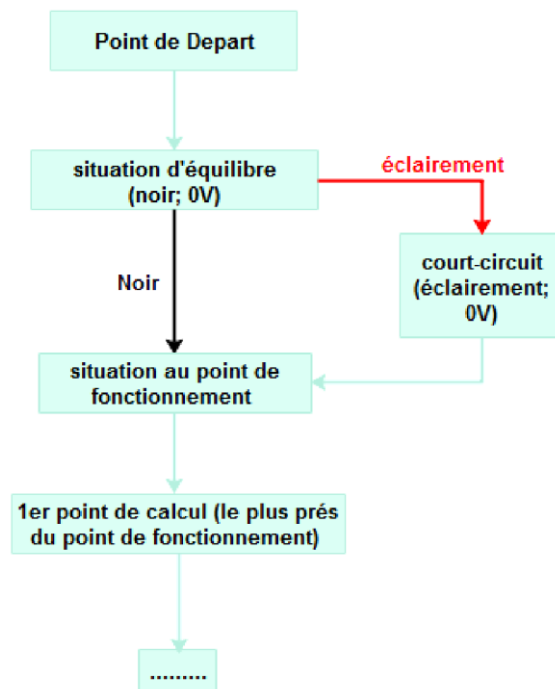 Point de Depart
situation d'équilibre
(noir; 0V)
éclairement
Noir
court-circuit
(éclairement;
0V)
situation au point de
fonctionnement
1er point de calcul (le plus prés
du point de fonctionnement)
.........